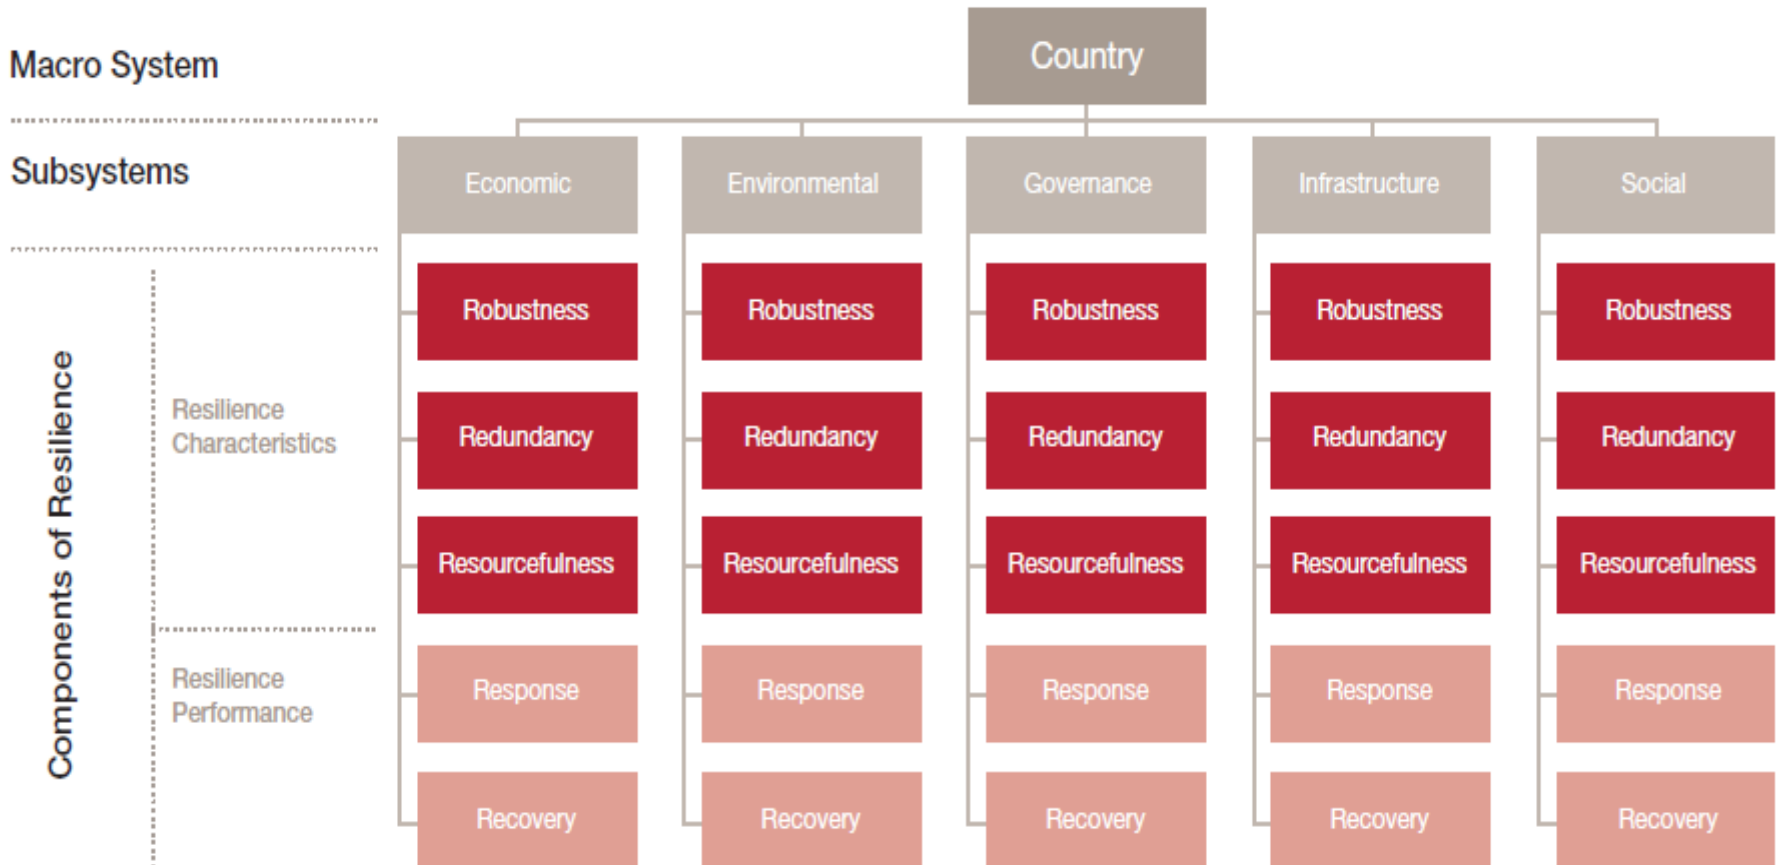 Macro System
Country
Subsystems
Economic
Environmental
Governance
Infrastructure
Social
Components of Resilience
Resilience
Characteristics
Robustness
Robustness
Robustness
Robustness
Robustness
Redundancy
Redundancy
Redundancy
Redundancy
Redundancy
Resourcefulness
Resourcefulness
Resourcefulness
Resourcefulness
Resourcefulness
Resilience
Performance
Response
Response
Response
Response
Response
Recovery
Recovery
Recovery
Recovery
Recovery